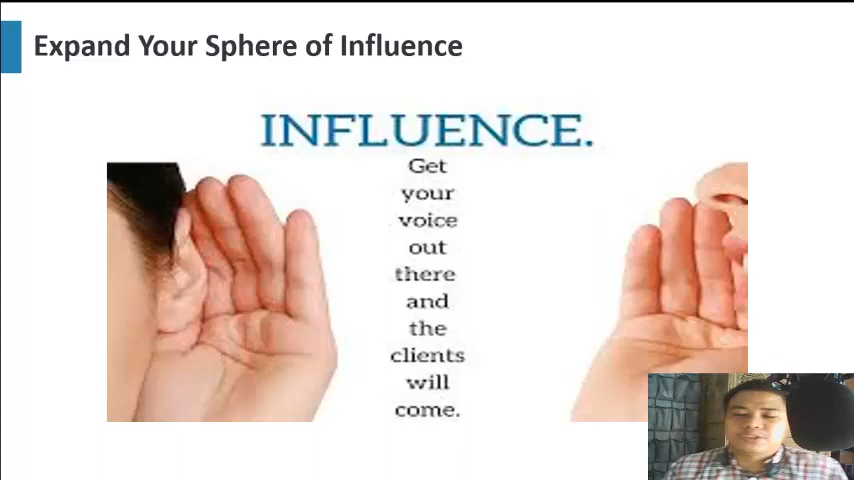 Expand Your Sphere of Influence
INFLUENCE.
Get
your
voice
out
there
and
the
clients
will
come.